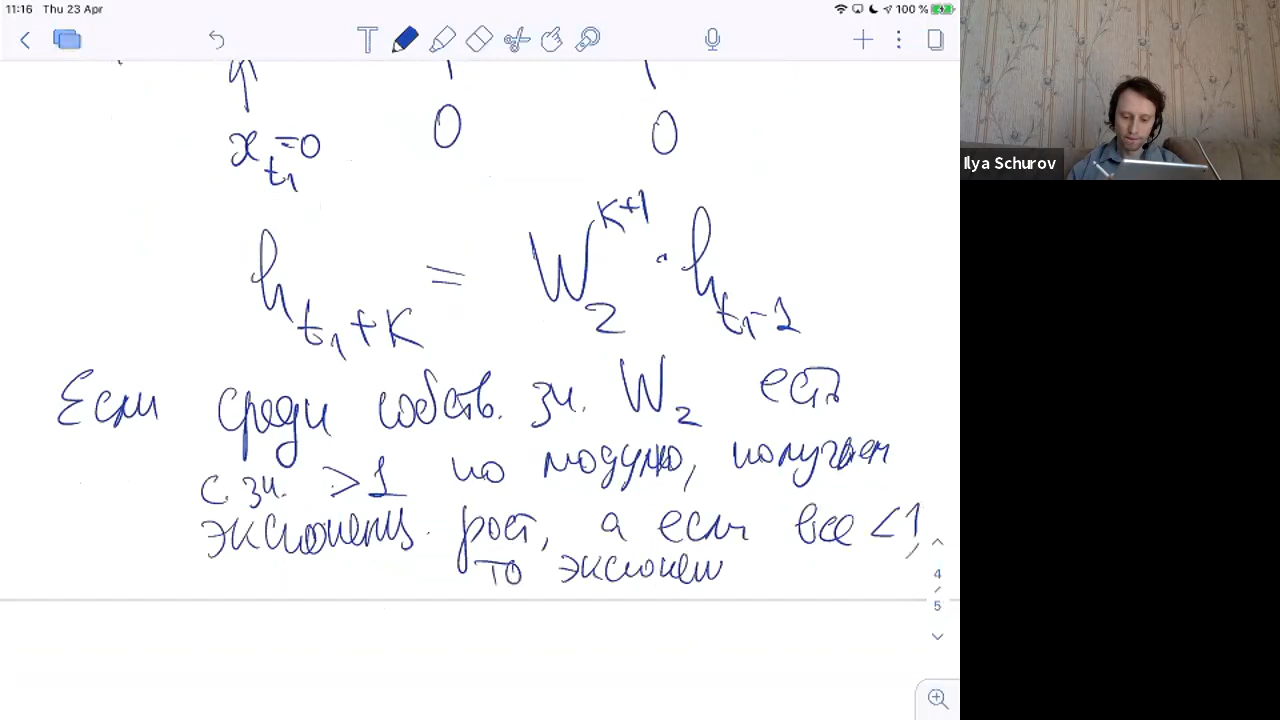 11:16 Thu 23 Apr 100 %
T
x_{t_1}=0 0 0
Ilya Schurov
h_{t_1+K} = W_2^{K+1} · h_{t_1-1}
Если среди собств. зн. W_2 есть
с. зн. >1 по модулю, получаем
экспоненц. рост, а если все <1,
то экспонен
4
/
5